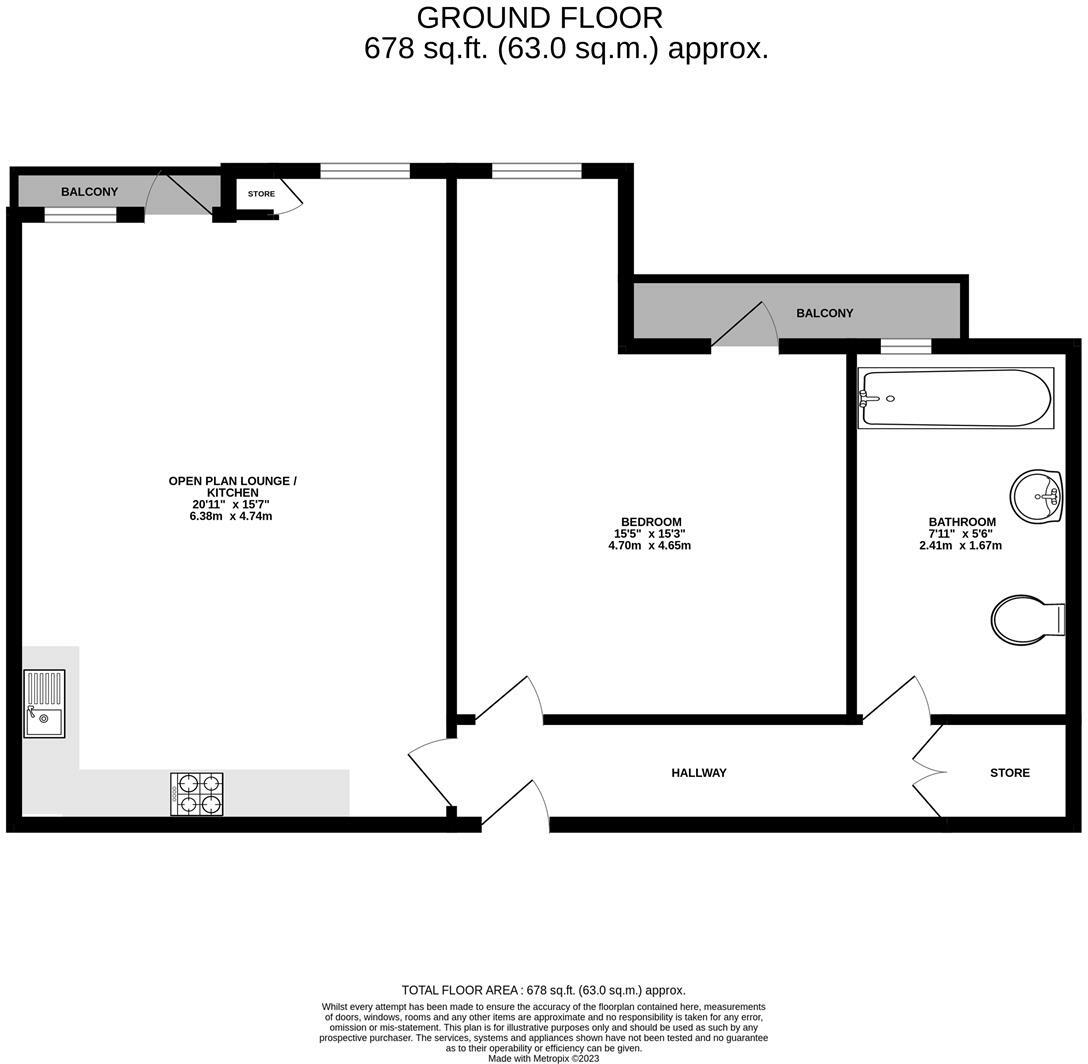 GROUND FLOOR
678 sq.ft. (63.0 sq.m.) approx.
BALCONY
STORE
BALCONY
OPEN PLAN LOUNGE /
KITCHEN
20'11"  x 15'7"
6.38m  x 4.74m
BEDROOM
15'5"  x 15'3"
4.70m  x 4.65m
BATHROOM
7'11"  x 5'6"
2.41m  x 1.67m
HALLWAY
STORE
TOTAL FLOOR AREA : 678 sq.ft. (63.0 sq.m.) approx.
Whilst every attempt has been made to ensure the accuracy of the floorplan contained here, measurements
of doors, windows, rooms and any other items are approximate and no responsibility is taken for any error,
omission or mis-statement. This plan is for illustrative purposes only and should be used as such by any
prospective purchaser. The services, systems and appliances shown have not been tested and no guarantee
as to their operability or efficiency can be given.
Made with Metropix ©2023